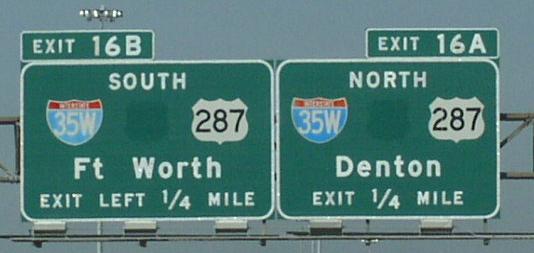 EXIT 16B
SOUTH
INTERSTATE
35W
287
Ft Worth
EXIT LEFT 1/4 MILE
EXIT 16A
NORTH
INTERSTATE
35W
287
Denton
EXIT 1/4 MILE